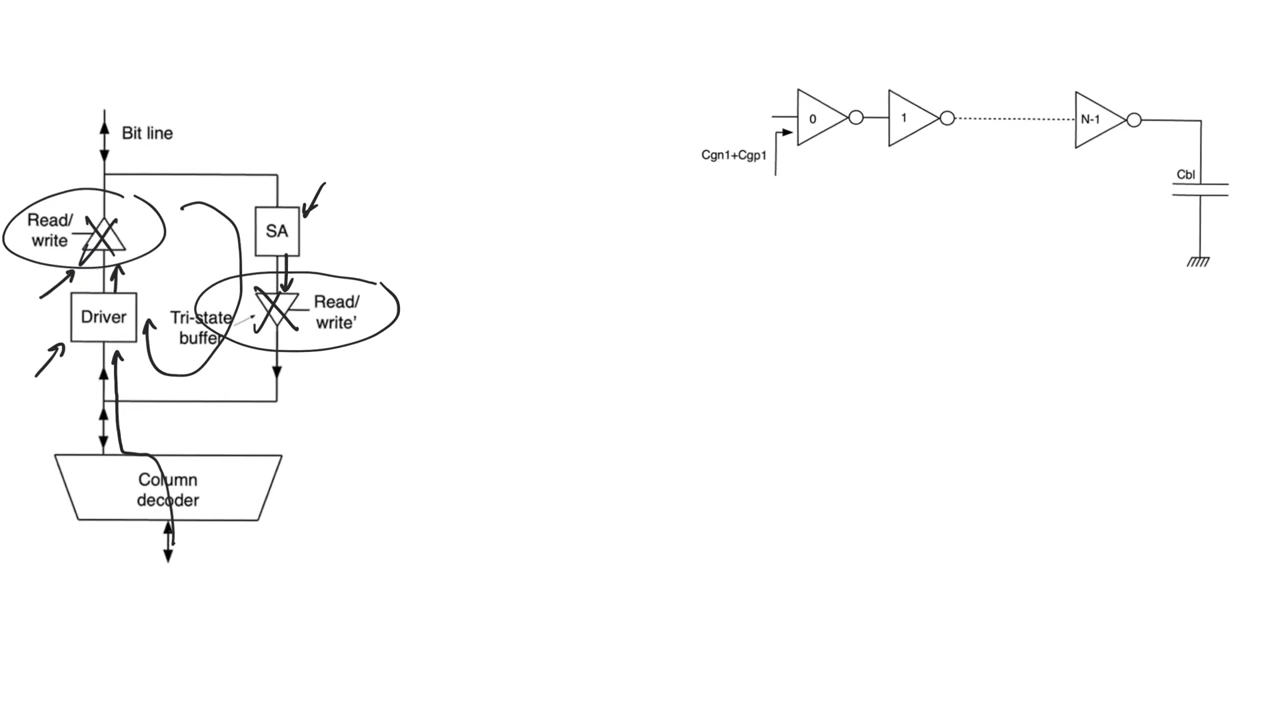 Bit line
Read/
write
SA
Driver
Tri-state
buffer
Read/
write’
Column
decoder
0
1
N-1
Cgn1+Cgp1
Cbl